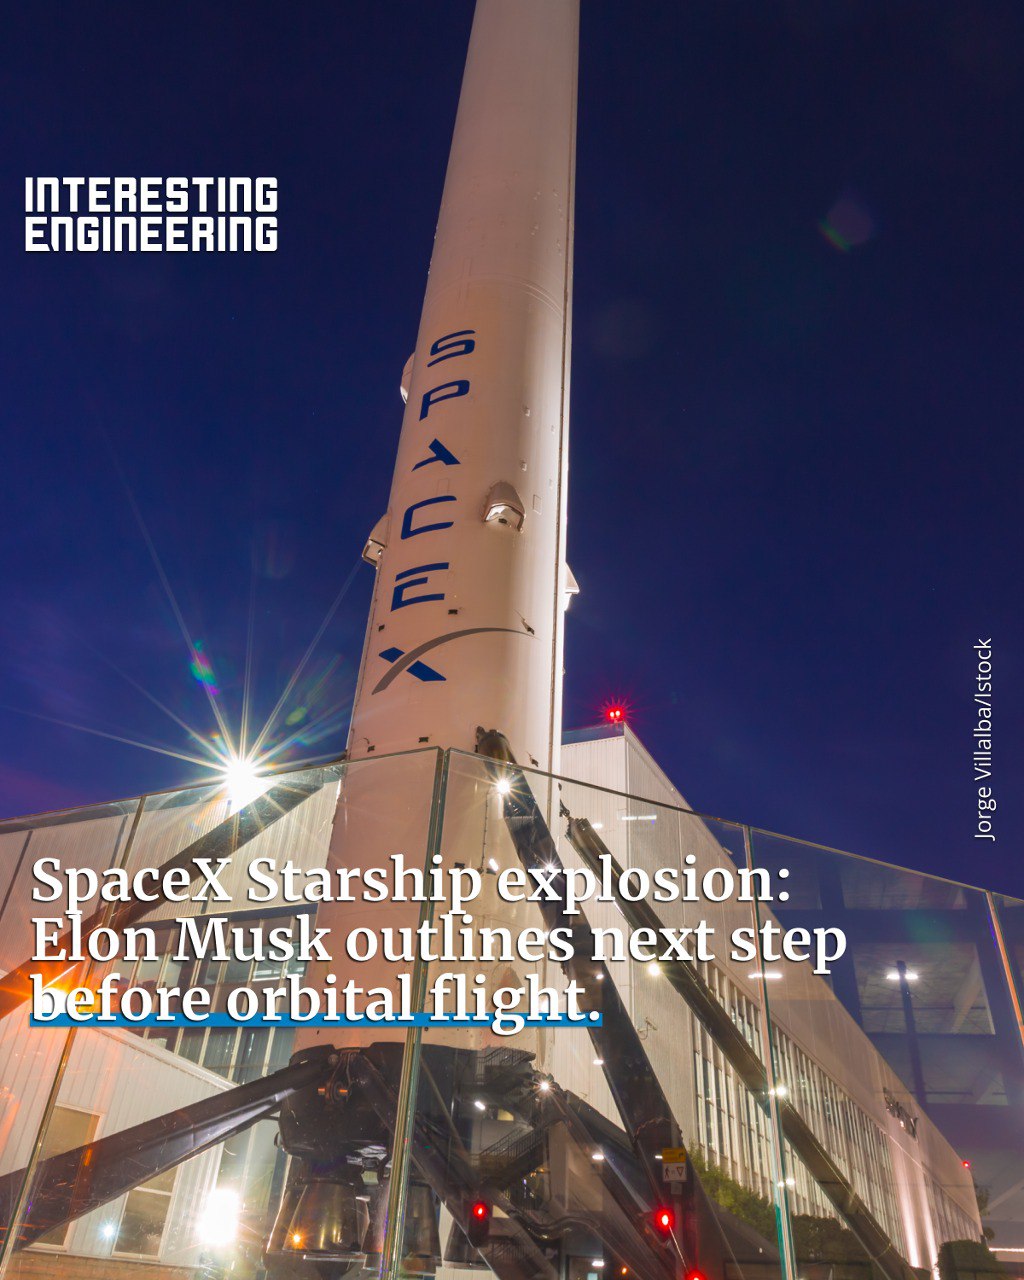 INTERESTING
ENGINEERING
SPACEX
Jorge Villalba/Istock
SpaceX Starship explosion:
Elon Musk outlines next step
before orbital flight.